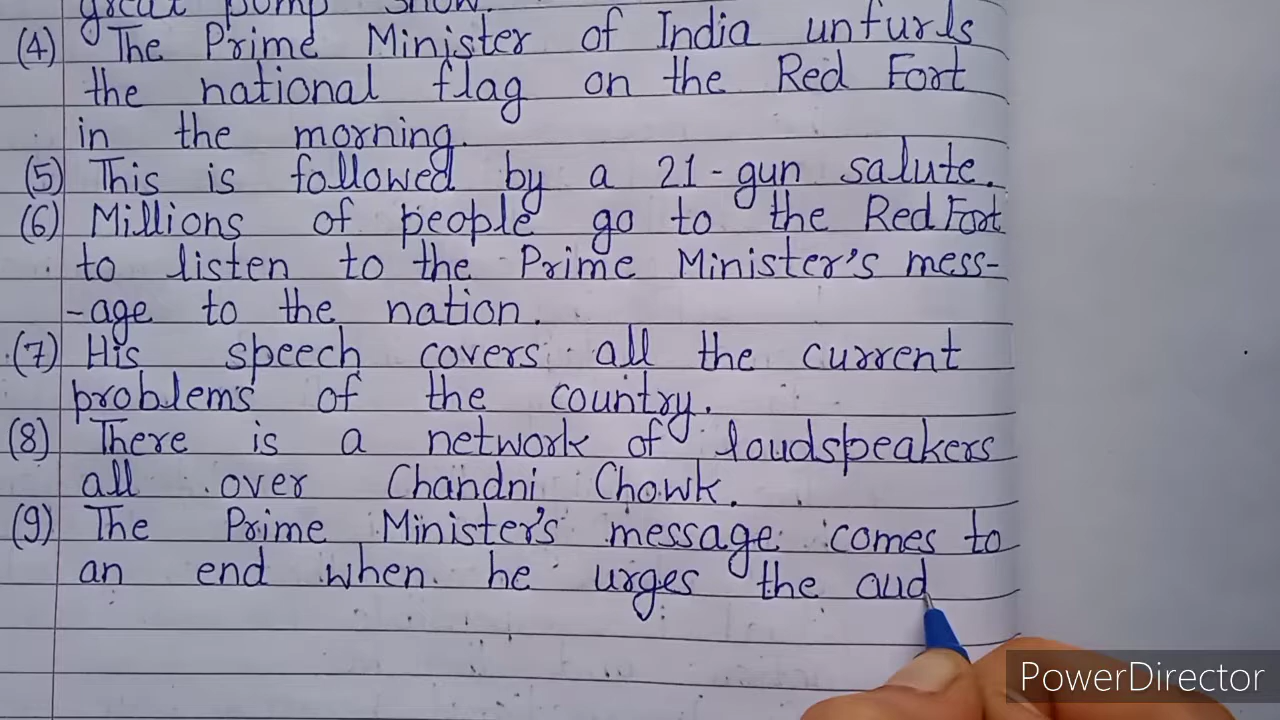 great pomp show.
(4) The Prime Minister of India unfurls
the national flag on the Red Fort
in the morning.
(5) This is followed by a 21-gun salute.
(6) Millions of people go to the Red Fort
to listen to the Prime Minister's mess-
-age to the nation.
(7) His speech covers all the current
problems of the country.
(8) There is a network of loudspeakers
all over Chandni Chowk.
(9) The Prime Minister's message comes to
an end when he urges the aud
PowerDirector